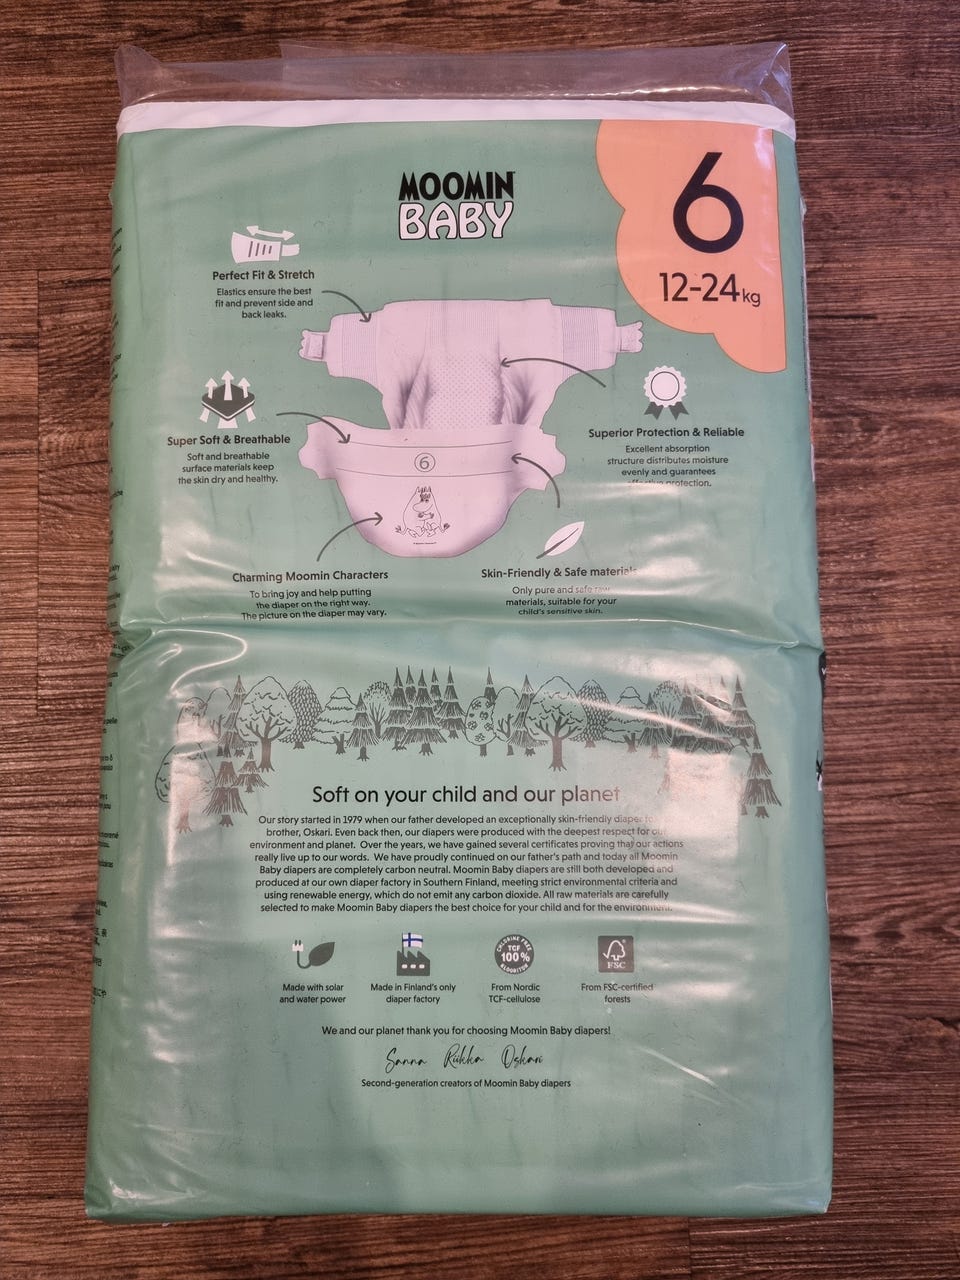 MOOMIN
BABY
6
12-24kg
Perfect Fit & Stretch
Elastics ensure the best
fit and prevent side and
back leaks.
Super Soft & Breathable
Soft and breathable
surface materials keep
the skin dry and healthy.
Superior Protection & Reliable
Excellent absorption
structure distributes moisture
evenly and guarantees
effective protection.
6
Charming Moomin Characters
To bring joy and help putting
the diaper on the right way.
The picture on the diaper may vary.
Skin-Friendly & Safe materials
Only pure and safe raw
materials, suitable for your
child's sensitive skin.
Soft on your child and our planet
Our story started in 1979 when our father developed an exceptionally skin-friendly diaper for our
brother, Oskari. Even back then, our diapers were produced with the deepest respect for our
environment and planet. Over the years, we have gained several certificates proving that our actions
really live up to our words. We have proudly continued on our father's path and today all Moomin
Baby diapers are completely carbon neutral. Moomin Baby diapers are still both developed and
produced at our own diaper factory in Southern Finland, meeting strict environmental criteria and
using renewable energy, which do not emit any carbon dioxide. All raw materials are carefully
selected to make Moomin Baby diapers the best choice for your child and for the environment.
CHLORINE FREE
TCF
100%
KLOORITON
FSC
Made with solar
and water power
Made in Finland's only
diaper factory
From Nordic
TCF-cellulose
From FSC-certified
forests
We and our planet thank you for choosing Moomin Baby diapers!
Sanna Riikka Oskari
Second-generation creators of Moomin Baby diapers